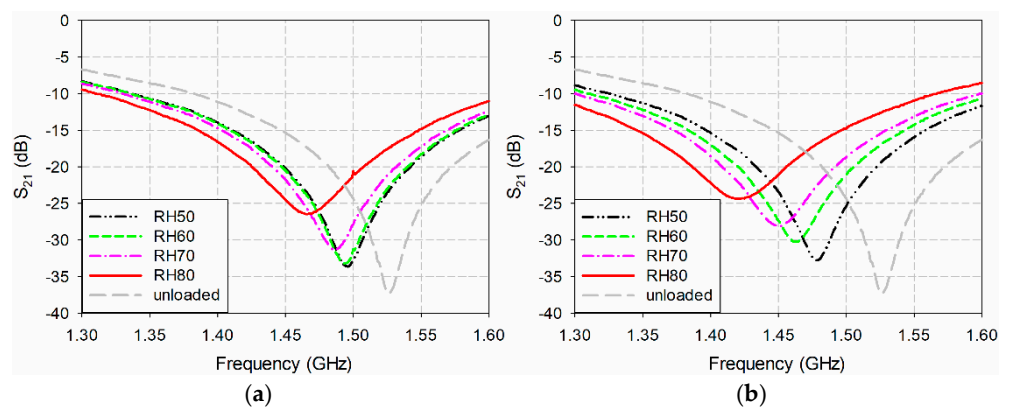 0
-5
-10
-15
-20
-25
-30
-35
-40
S21 (dB)
RH50
RH60
RH70
RH80
unloaded
1.30 1.35 1.40 1.45 1.50 1.55 1.60
Frequency (GHz)
(a)
0
-5
-10
-15
-20
-25
-30
-35
-40
S21 (dB)
RH50
RH60
RH70
RH80
unloaded
1.30 1.35 1.40 1.45 1.50 1.55 1.60
Frequency (GHz)
(b)